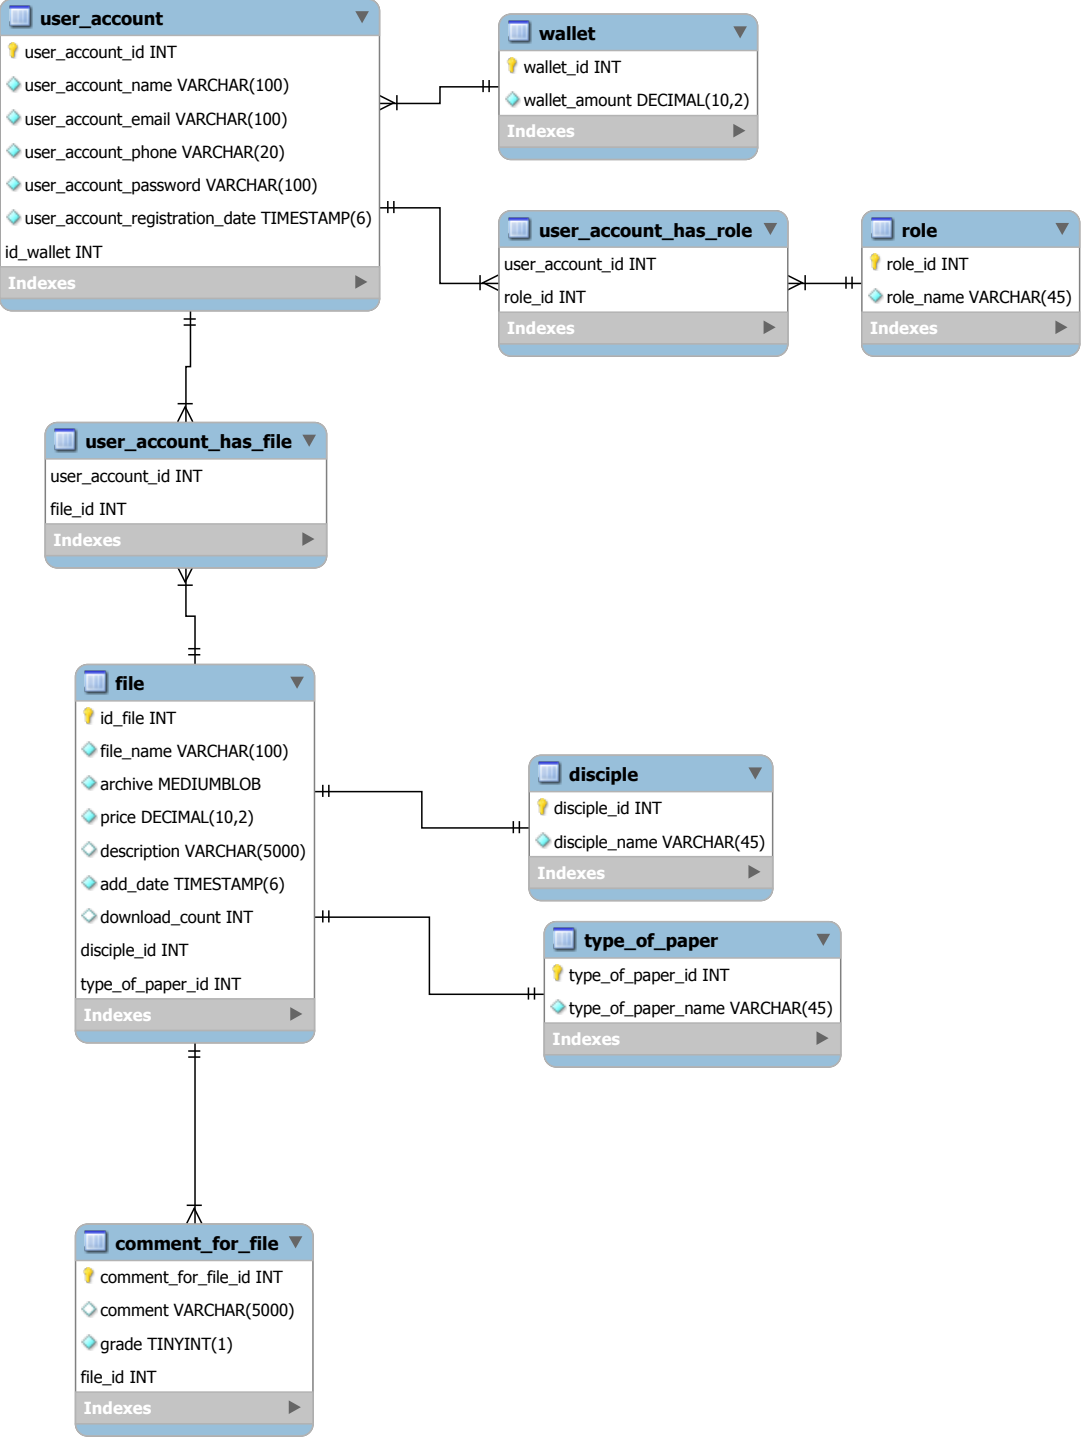 user_account
user_account_id INT
user_account_name VARCHAR(100)
user_account_email VARCHAR(100)
user_account_phone VARCHAR(20)
user_account_password VARCHAR(100)
user_account_registration_date TIMESTAMP(6)
id_wallet INT
Indexes
wallet
wallet_id INT
wallet_amount DECIMAL(10,2)
Indexes
user_account_has_role
user_account_id INT
role_id INT
Indexes
role
role_id INT
role_name VARCHAR(45)
Indexes
user_account_has_file
user_account_id INT
file_id INT
Indexes
file
id_file INT
file_name VARCHAR(100)
archive MEDIUMBLOB
price DECIMAL(10,2)
description VARCHAR(5000)
add_date TIMESTAMP(6)
download_count INT
disciple_id INT
type_of_paper_id INT
Indexes
disciple
disciple_id INT
disciple_name VARCHAR(45)
Indexes
type_of_paper
type_of_paper_id INT
type_of_paper_name VARCHAR(45)
Indexes
comment_for_file
comment_for_file_id INT
comment VARCHAR(5000)
grade TINYINT(1)
file_id INT
Indexes